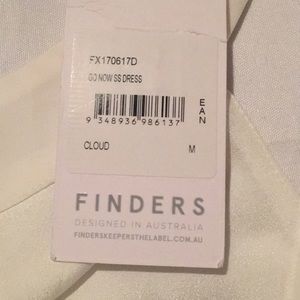 FX170617D
GO NOW SS DRESS
EAN
9 348936 986137
CLOUD M
FINDERS
DESIGNED IN AUSTRALIA
FINDERSKEEPERSTHELABEL.COM.AU